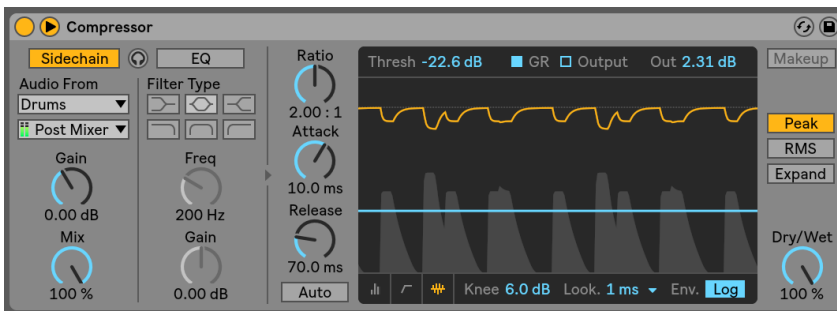 Compressor
Sidechain
EQ
Audio From
Drums
Post Mixer
Gain
0.00 dB
Mix
100 %
Filter Type
Freq
200 Hz
Gain
0.00 dB
Ratio
2.00 : 1
Attack
10.0 ms
Release
70.0 ms
Auto
Thresh -22.6 dB GR Output Out 2.31 dB
Knee 6.0 dB Look. 1 ms Env. Log
Makeup
Peak
RMS
Expand
Dry/Wet
100 %